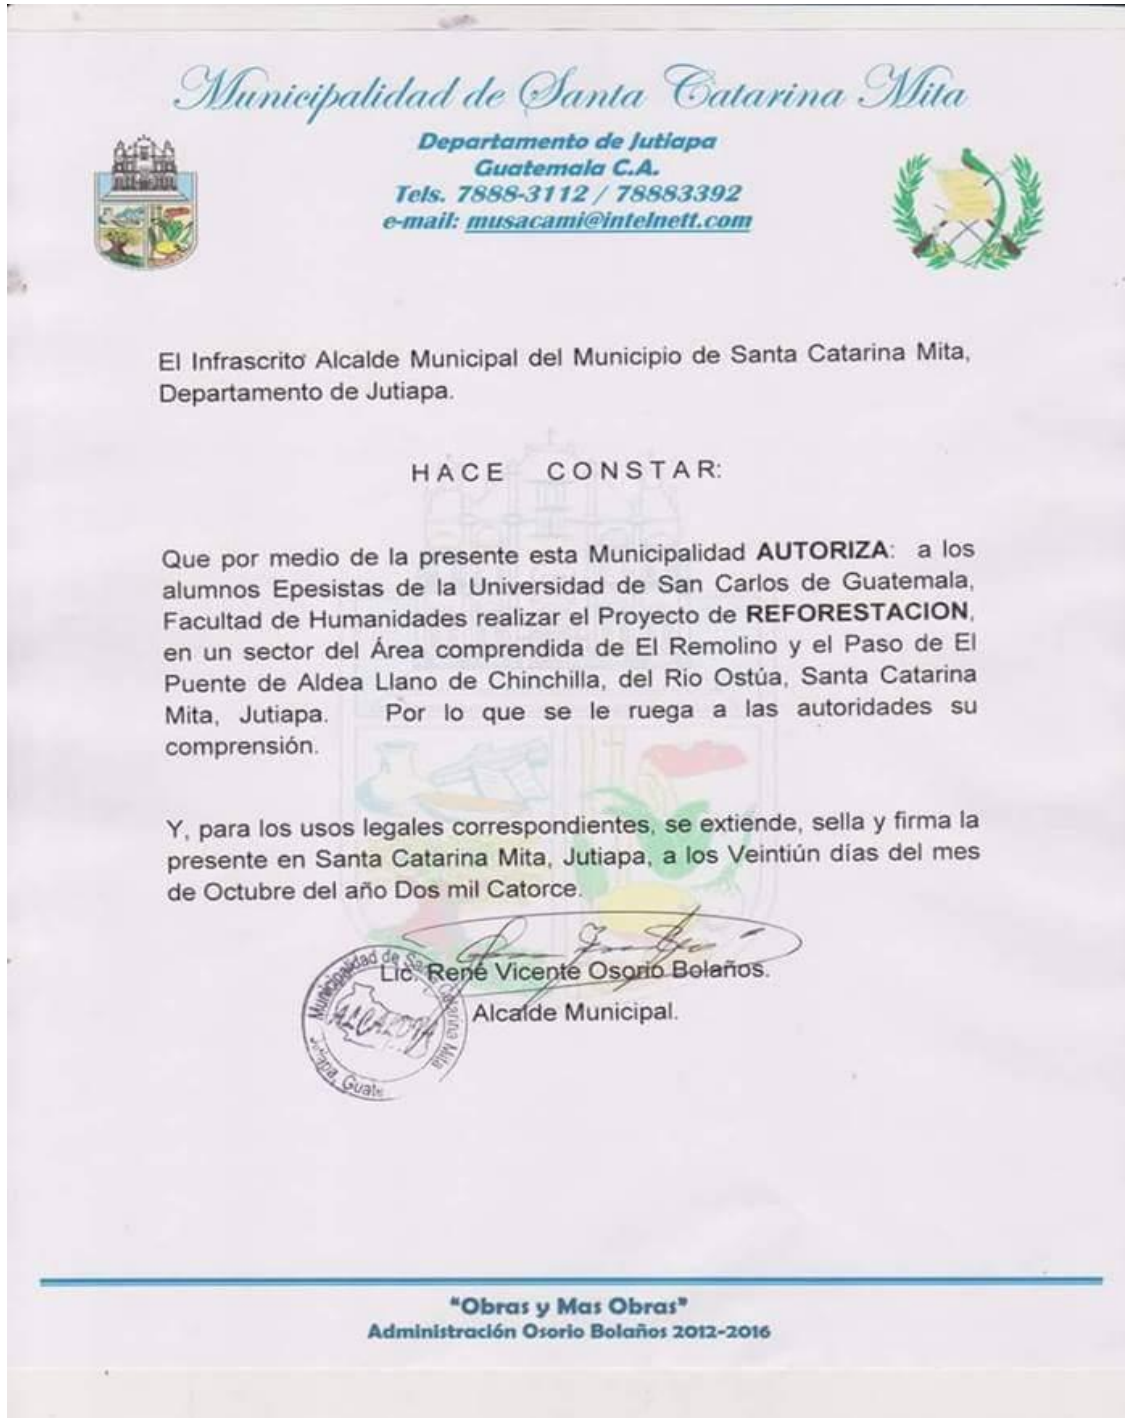 Municipalidad de Santa Catarina Mita
Departamento de Jutiapa
Guatemala C.A.
Tels. 7888-3112 / 78883392
e-mail: musacami@intelnett.com
El Infrascrito Alcalde Municipal del Municipio de Santa Catarina Mita,
Departamento de Jutiapa.
HACE CONSTAR:
Que por medio de la presente esta Municipalidad AUTORIZA: a los
alumnos Epesistas de la Universidad de San Carlos de Guatemala,
Facultad de Humanidades realizar el Proyecto de REFORESTACION,
en un sector del Área comprendida de El Remolino y el Paso de El
Puente de Aldea Llano de Chinchilla, del Río Ostúa, Santa Catarina
Mita, Jutiapa. Por lo que se le ruega a las autoridades su
comprensión.
Y, para los usos legales correspondientes, se extiende, sella y firma la
presente en Santa Catarina Mita, Jutiapa, a los Veintiún días del mes
de Octubre del año Dos mil Catorce.
Lic. René Vicente Osorio Bolaños.
Alcalde Municipal.
Municipalidad de Santa Catarina Mita
ALCALDIA
"Obras y Mas Obras"
Administración Osorio Bolaños 2012-2016